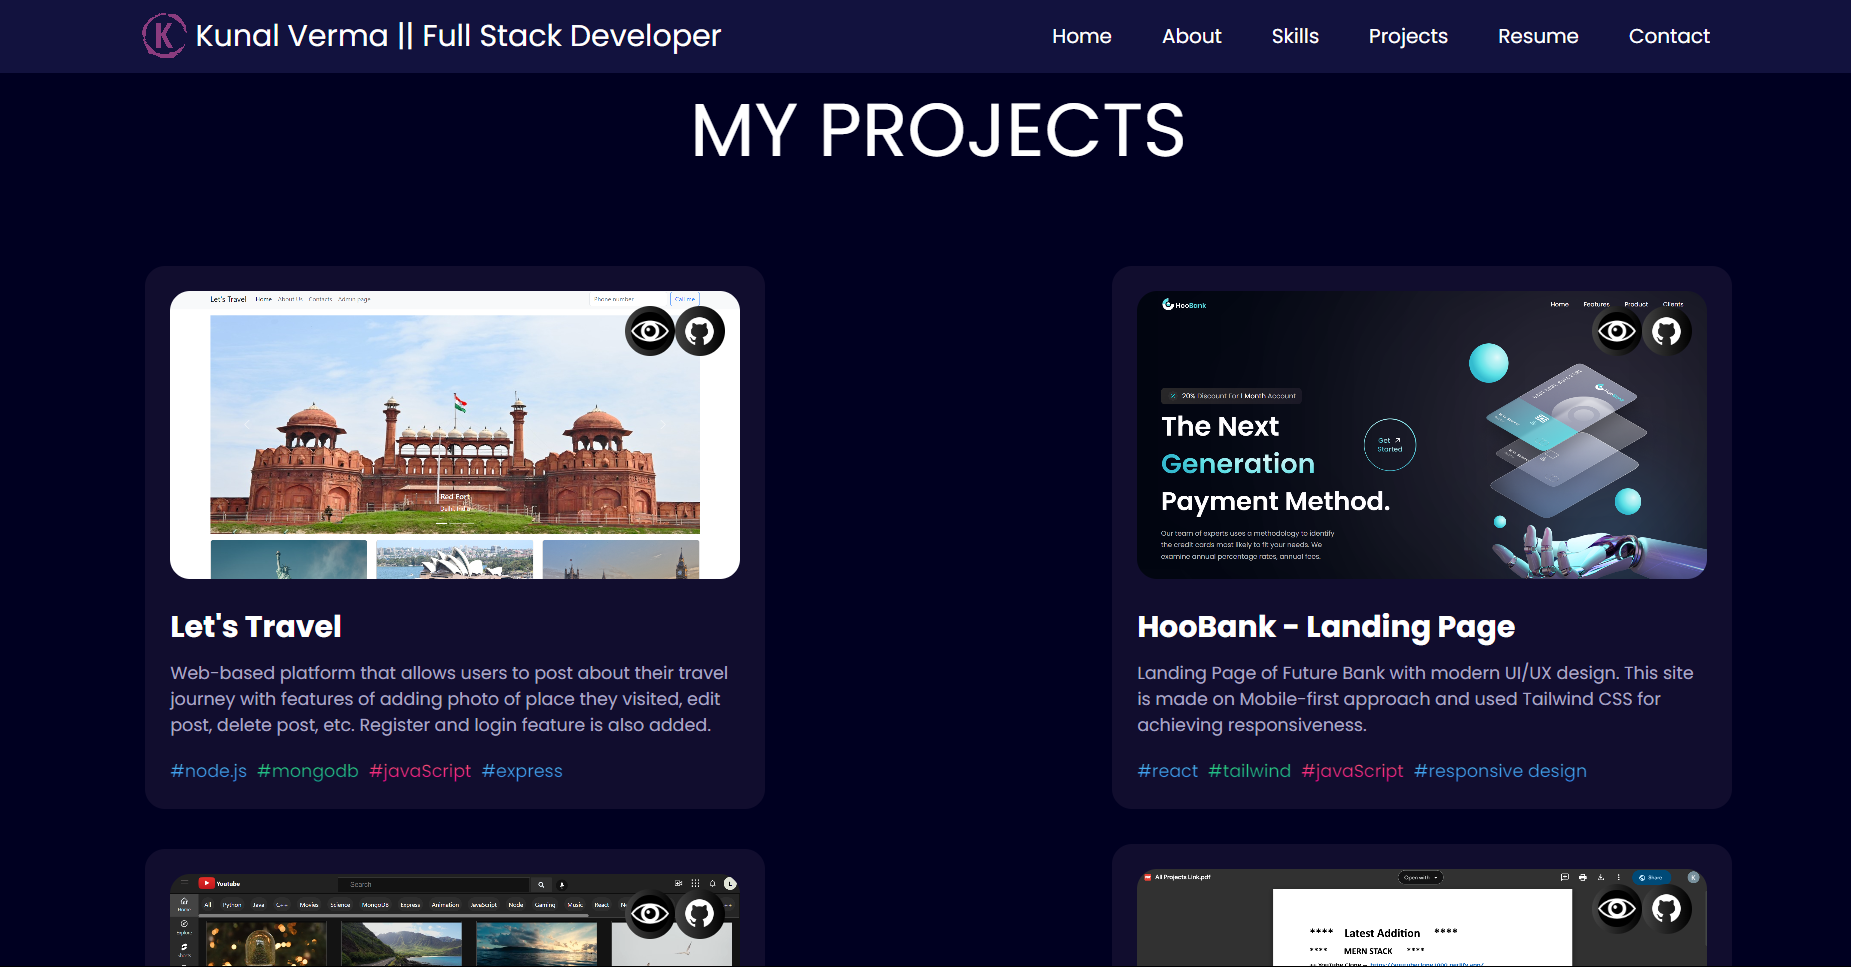 K Kunal Verma || Full Stack Developer
Home About Skills Projects Resume Contact
MY PROJECTS
Let's Travel Home About Us Contacts Admin page Phone number Call me
Red Fort
Delhi, India
Let's Travel
Web-based platform that allows users to post about their travel
journey with features of adding photo of place they visited, edit
post, delete post, etc. Register and login feature is also added.
#node.js #mongodb #javaScript #express
HooBank Home Features Product Clients
20% Discount For 1 Month Account
The Next
Generation
Payment Method.
Get
Started
Our team of experts uses a methodology to identify
the credit cards most likely to fit your needs. We
examine annual percentage rates, annual fees.
HooBank - Landing Page
Landing Page of Future Bank with modern UI/UX design. This site
is made on Mobile-first approach and used Tailwind CSS for
achieving responsiveness.
#react #tailwind #javaScript #responsive design
Youtube Search L
Home All Python Java C++ Movies Science MongoDB Express Animation JavaScript Node Gaming Music React
Explore
Shorts
All Projects Link.pdf Open with Share K
**** Latest Addition ****
**** MERN STACK ****